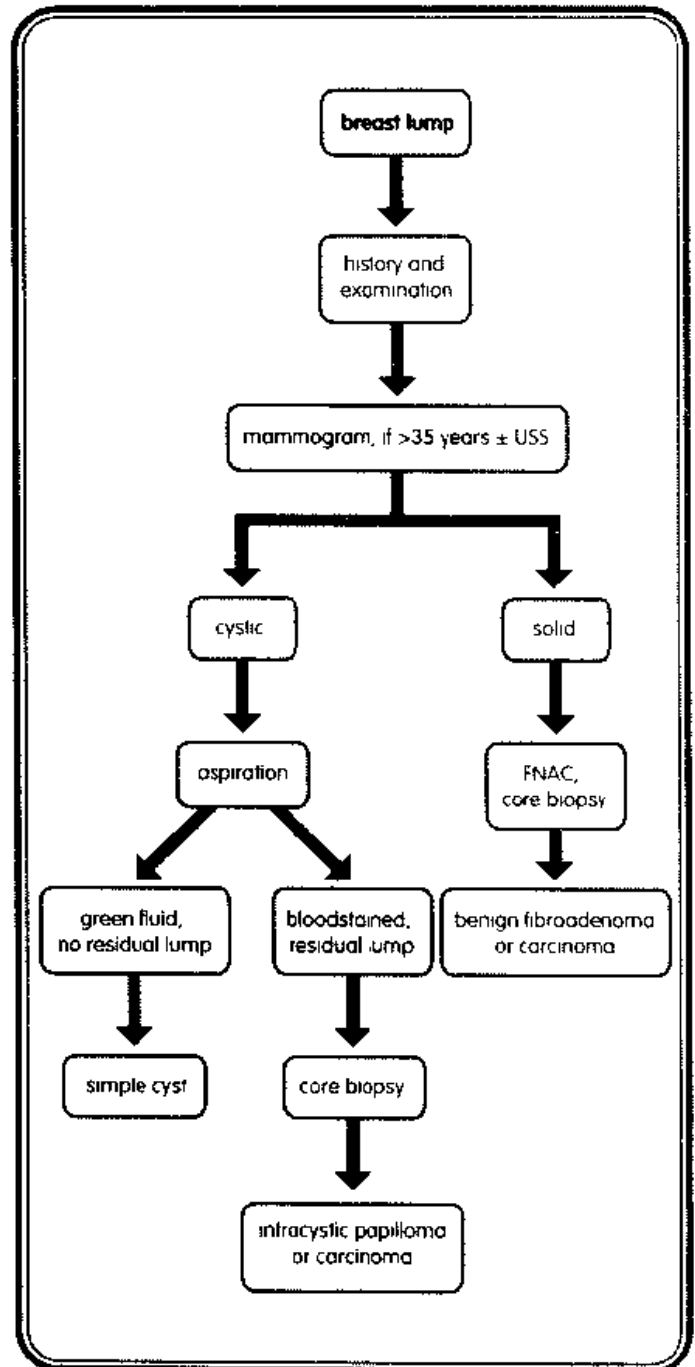 breast lump
history and
examination
mammogram, if >35 years ± USS
cystic
solid
aspiration
FNAC,
core biopsy
green fluid,
no residual lump
bloodstained,
residual lump
benign fibroadenoma
or carcinoma
simple cyst
core biopsy
intracystic papilloma
or carcinoma